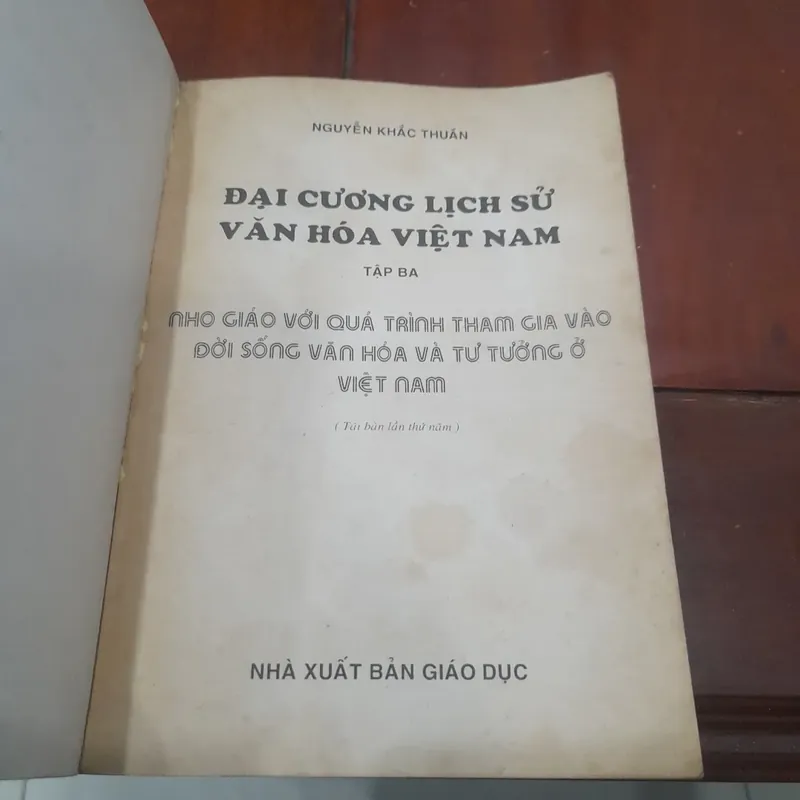 NGUYỄN KHẮC THUẦN
ĐẠI CƯƠNG LỊCH SỬ
VĂN HÓA VIỆT NAM
TẬP BA
NHO GIÁO VỚI QUÁ TRÌNH THAM GIA VÀO
ĐỜI SỐNG VĂN HÓA VÀ TƯ TƯỞNG Ở
VIỆT NAM
( Tái bản lần thứ năm )
NHÀ XUẤT BẢN GIÁO DỤC